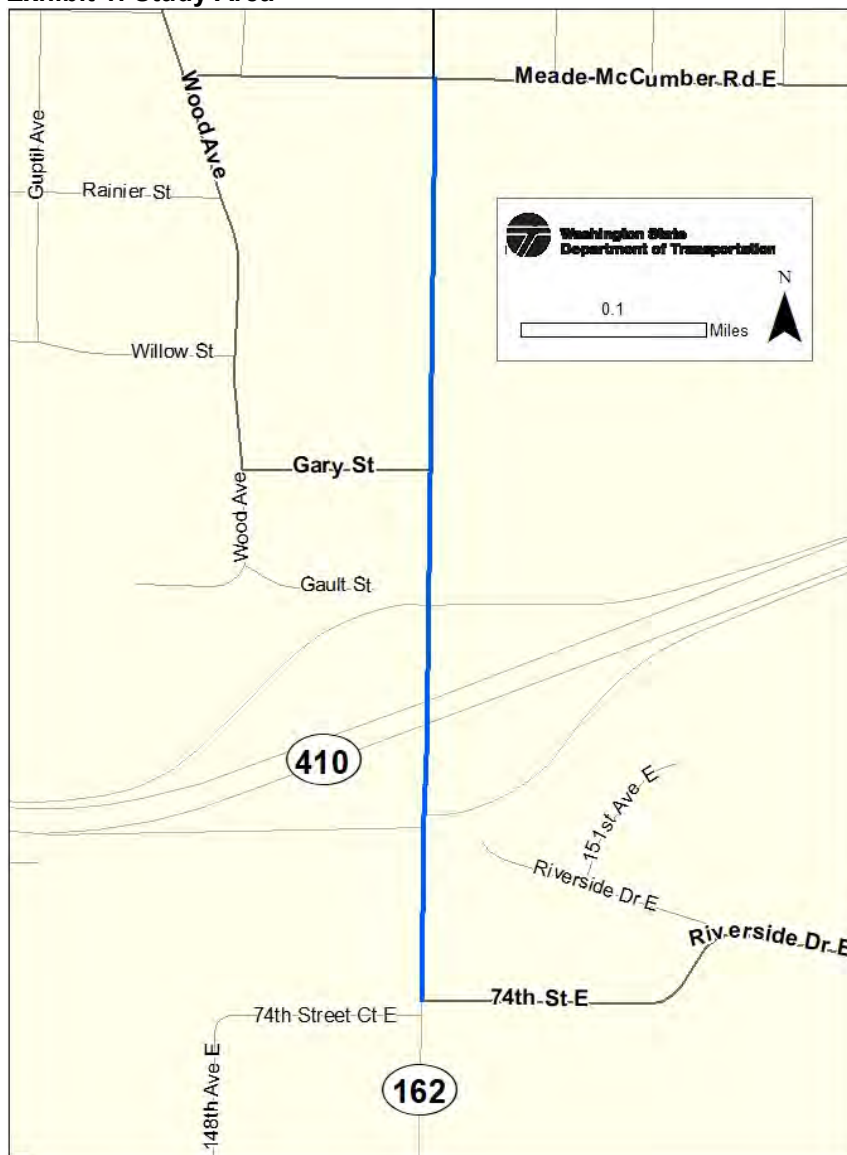 Exhibit 1: Study Area
Meade-McCumber Rd E
Wood Ave
Guptil Ave
Rainier St
Washington State
Department of Transportation
N
0.1
Miles
Willow St
Gary St
Wood Ave
Gault St
410
151st Ave E
Riverside Dr E
Riverside Dr E
74th St E
74th Street Ct E
148th Ave E
162